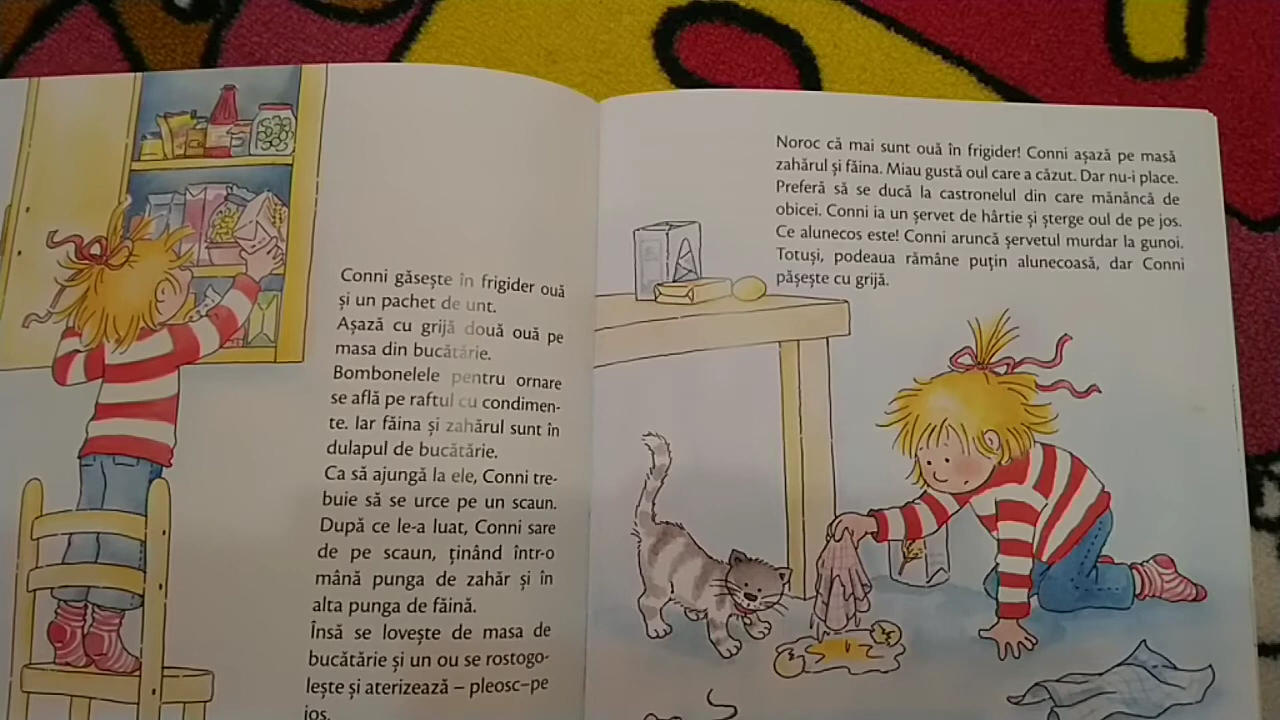 Conni găsește în frigider ouă
și un pachet de unt.
Așază cu grijă două ouă pe
masa din bucătărie.
Bombonelele pentru ornare
se află pe raftul cu condimen-
te. Iar făina și zahărul sunt în
dulapul de bucătărie.
Ca să ajungă la ele, Conni tre-
buie să se urce pe un scaun.
După ce le-a luat, Conni sare
de pe scaun, ținând într-o
mână punga de zahăr și în
alta punga de făină.
Însă se lovește de masa de
bucătărie și un ou se rostogo-
lește și aterizează – pleosc–pe
jos.
Noroc că mai sunt ouă în frigider! Conni așază pe masă
zahărul și făina. Miau gustă oul care a căzut. Dar nu-i place.
Preferă să se ducă la castronelul din care mănâncă de
obicei. Conni ia un șervet de hârtie și șterge oul de pe jos.
Ce alunecos este! Conni aruncă șervetul murdar la gunoi.
Totuși, podeaua rămâne puțin alunecoasă, dar Conni
pășește cu grijă.